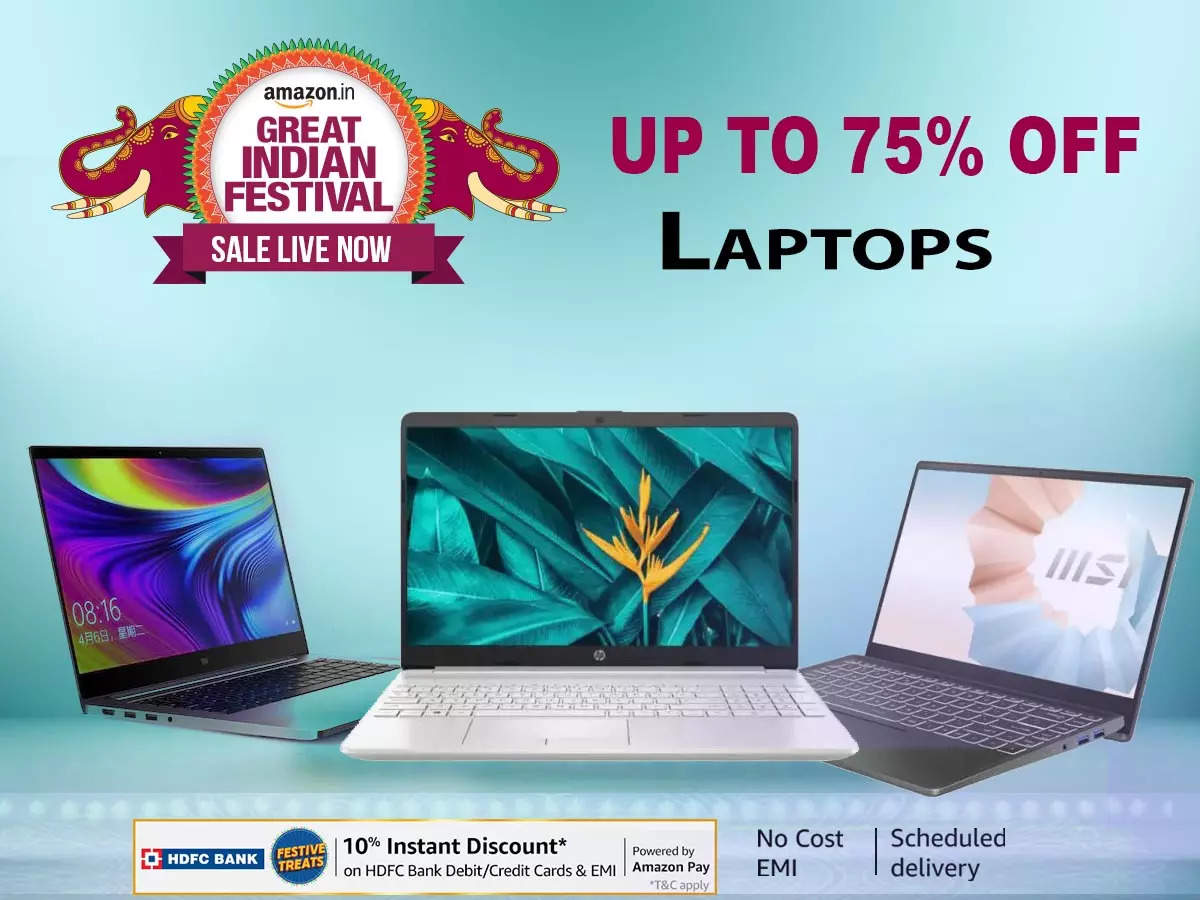 amazon.in
GREAT
INDIAN
FESTIVAL
SALE LIVE NOW
UP TO 75% OFF
LAPTOPS
08:16
4月6日，星期二
mi
hp
msi
HDFC BANK
FESTIVE
TREATS
10% Instant Discount*
on HDFC Bank Debit/Credit Cards & EMI
Powered by
Amazon Pay
*T&C apply
No Cost
EMI
Scheduled
delivery